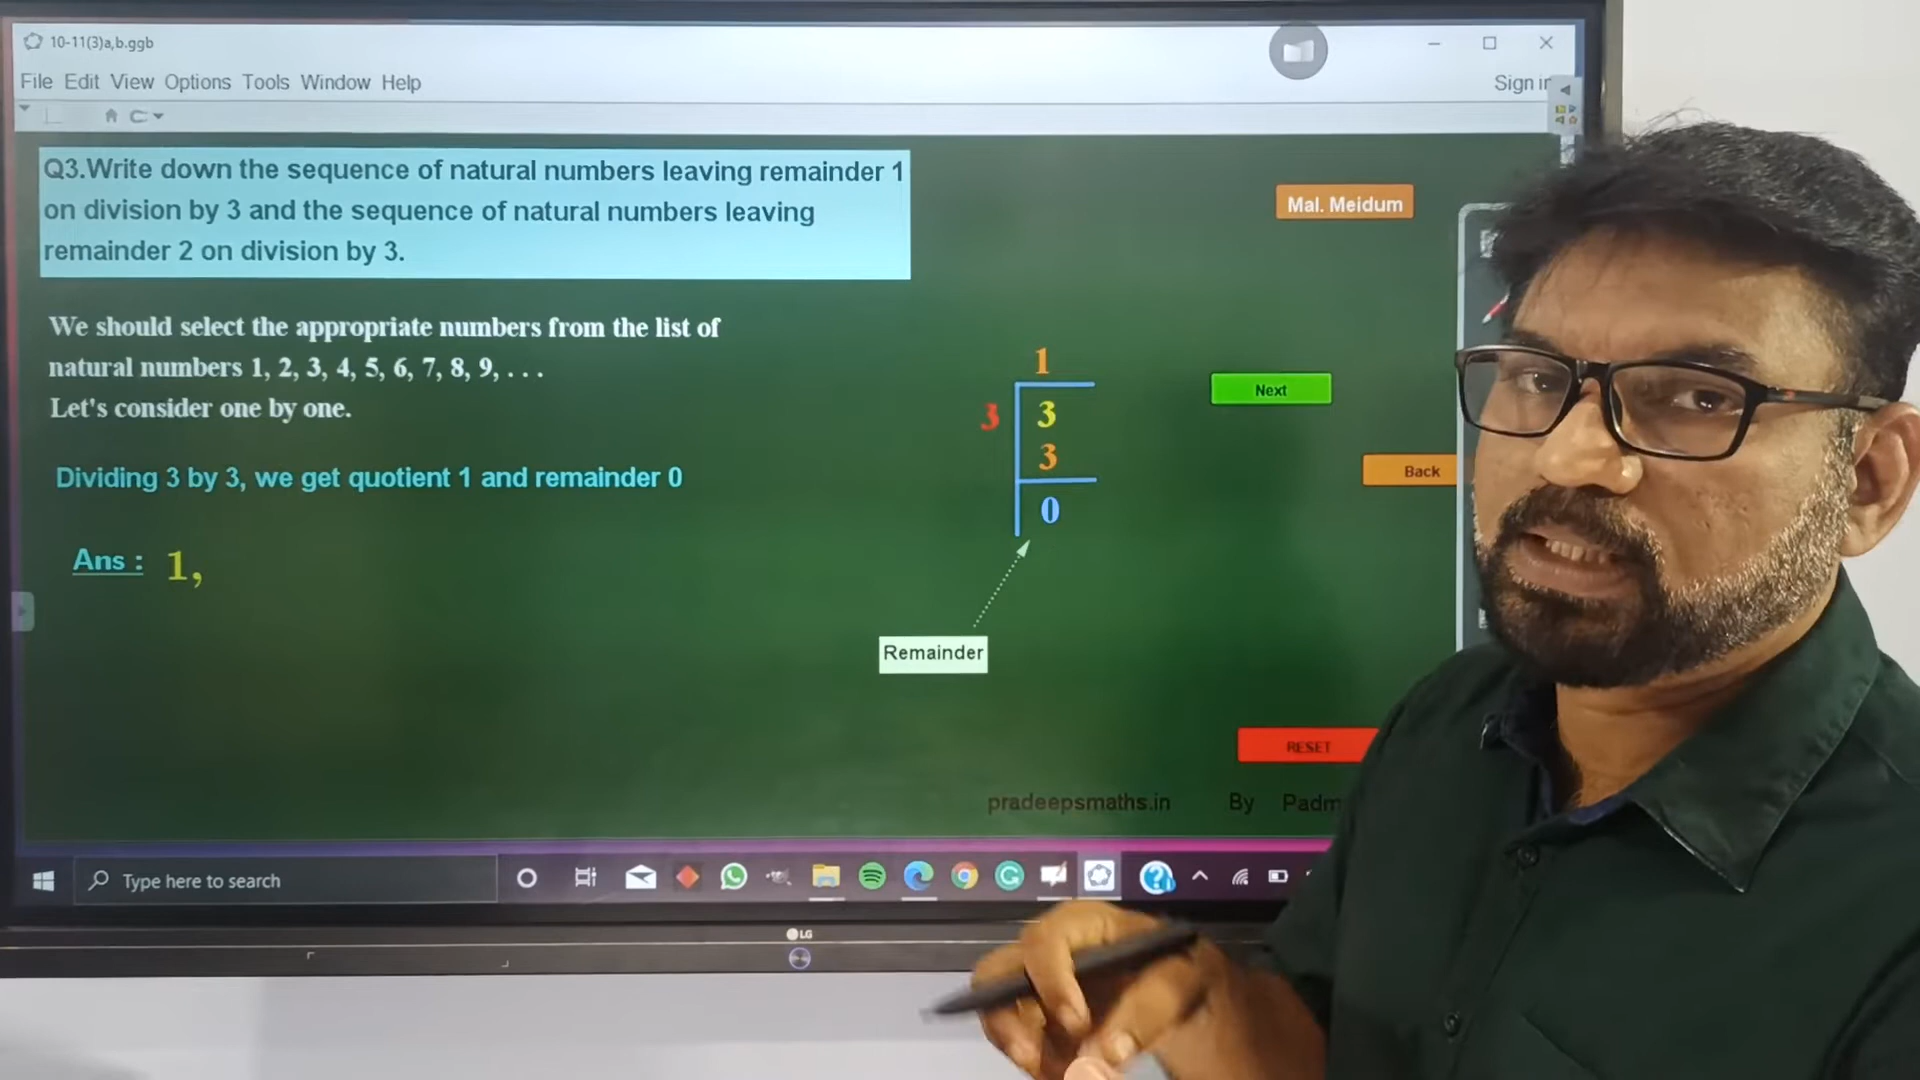 10-11(3)a,b.ggb
File Edit View Options Tools Window Help
Sign in
Q3.Write down the sequence of natural numbers leaving remainder 1
on division by 3 and the sequence of natural numbers leaving
remainder 2 on division by 3.
Mal. Meidum
We should select the appropriate numbers from the list of
natural numbers 1, 2, 3, 4, 5, 6, 7, 8, 9, . . .
Let's consider one by one.
1
3 3
3
0
Next
Back
Dividing 3 by 3, we get quotient 1 and remainder 0
Ans : 1,
Remainder
RESET
pradeepsmaths.in By Padm
Type here to search
LG